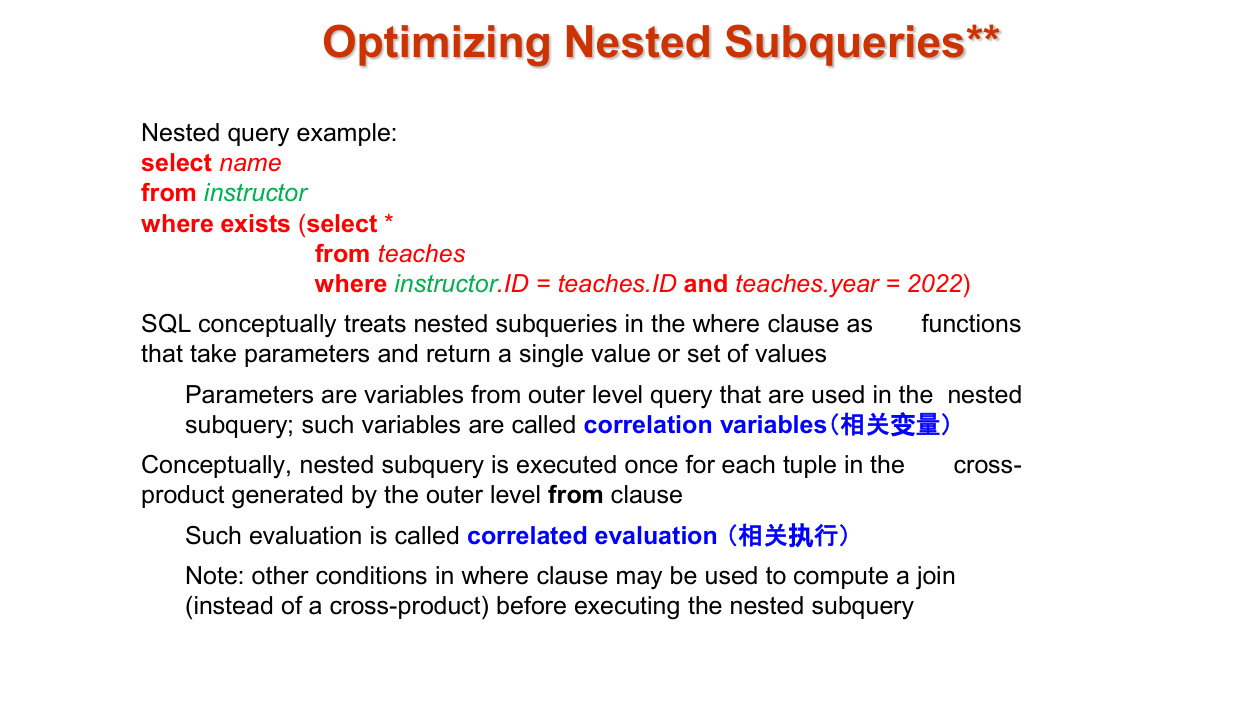 Optimizing Nested Subqueries**
Nested query example:
select name
from instructor
where exists (select *
from teaches
where instructor.ID = teaches.ID and teaches.year = 2022)
SQL conceptually treats nested subqueries in the where clause as functions
that take parameters and return a single value or set of values
Parameters are variables from outer level query that are used in the nested
subquery; such variables are called correlation variables（相关变量）
Conceptually, nested subquery is executed once for each tuple in the cross-
product generated by the outer level from clause
Such evaluation is called correlated evaluation （相关执行）
Note: other conditions in where clause may be used to compute a join
(instead of a cross-product) before executing the nested subquery